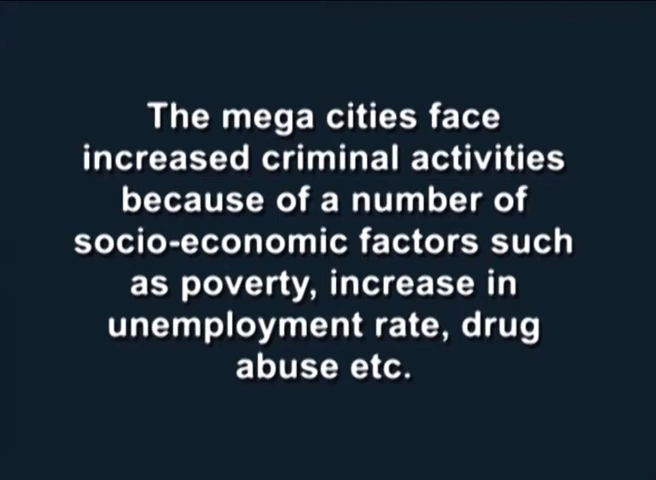 The mega cities face
increased criminal activities
because of a number of
socio-economic factors such
as poverty, increase in
unemployment rate, drug
abuse etc.